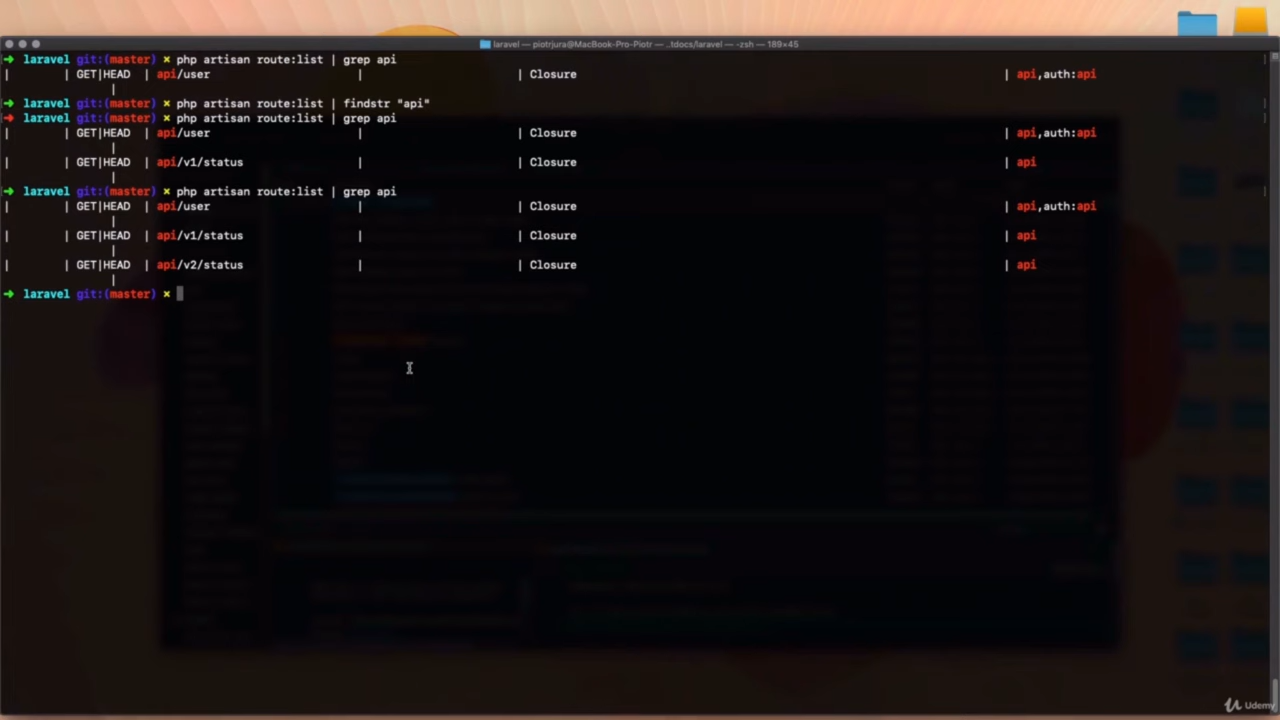 laravel — piotrjura@MacBook-Pro-Piotr — ..tdocs/laravel — -zsh — 189×45
➜ laravel git:(master) ✗ php artisan route:list | grep api
| | GET|HEAD | api/user | | Closure | api,auth:api
|
➜ laravel git:(master) ✗ php artisan route:list | findstr "api"
➜ laravel git:(master) ✗ php artisan route:list | grep api
| | GET|HEAD | api/user | | Closure | api,auth:api
|
| | GET|HEAD | api/v1/status | | Closure | api
|
➜ laravel git:(master) ✗ php artisan route:list | grep api
| | GET|HEAD | api/user | | Closure | api,auth:api
|
| | GET|HEAD | api/v1/status | | Closure | api
|
| | GET|HEAD | api/v2/status | | Closure | api
|
➜ laravel git:(master) ✗
Udemy